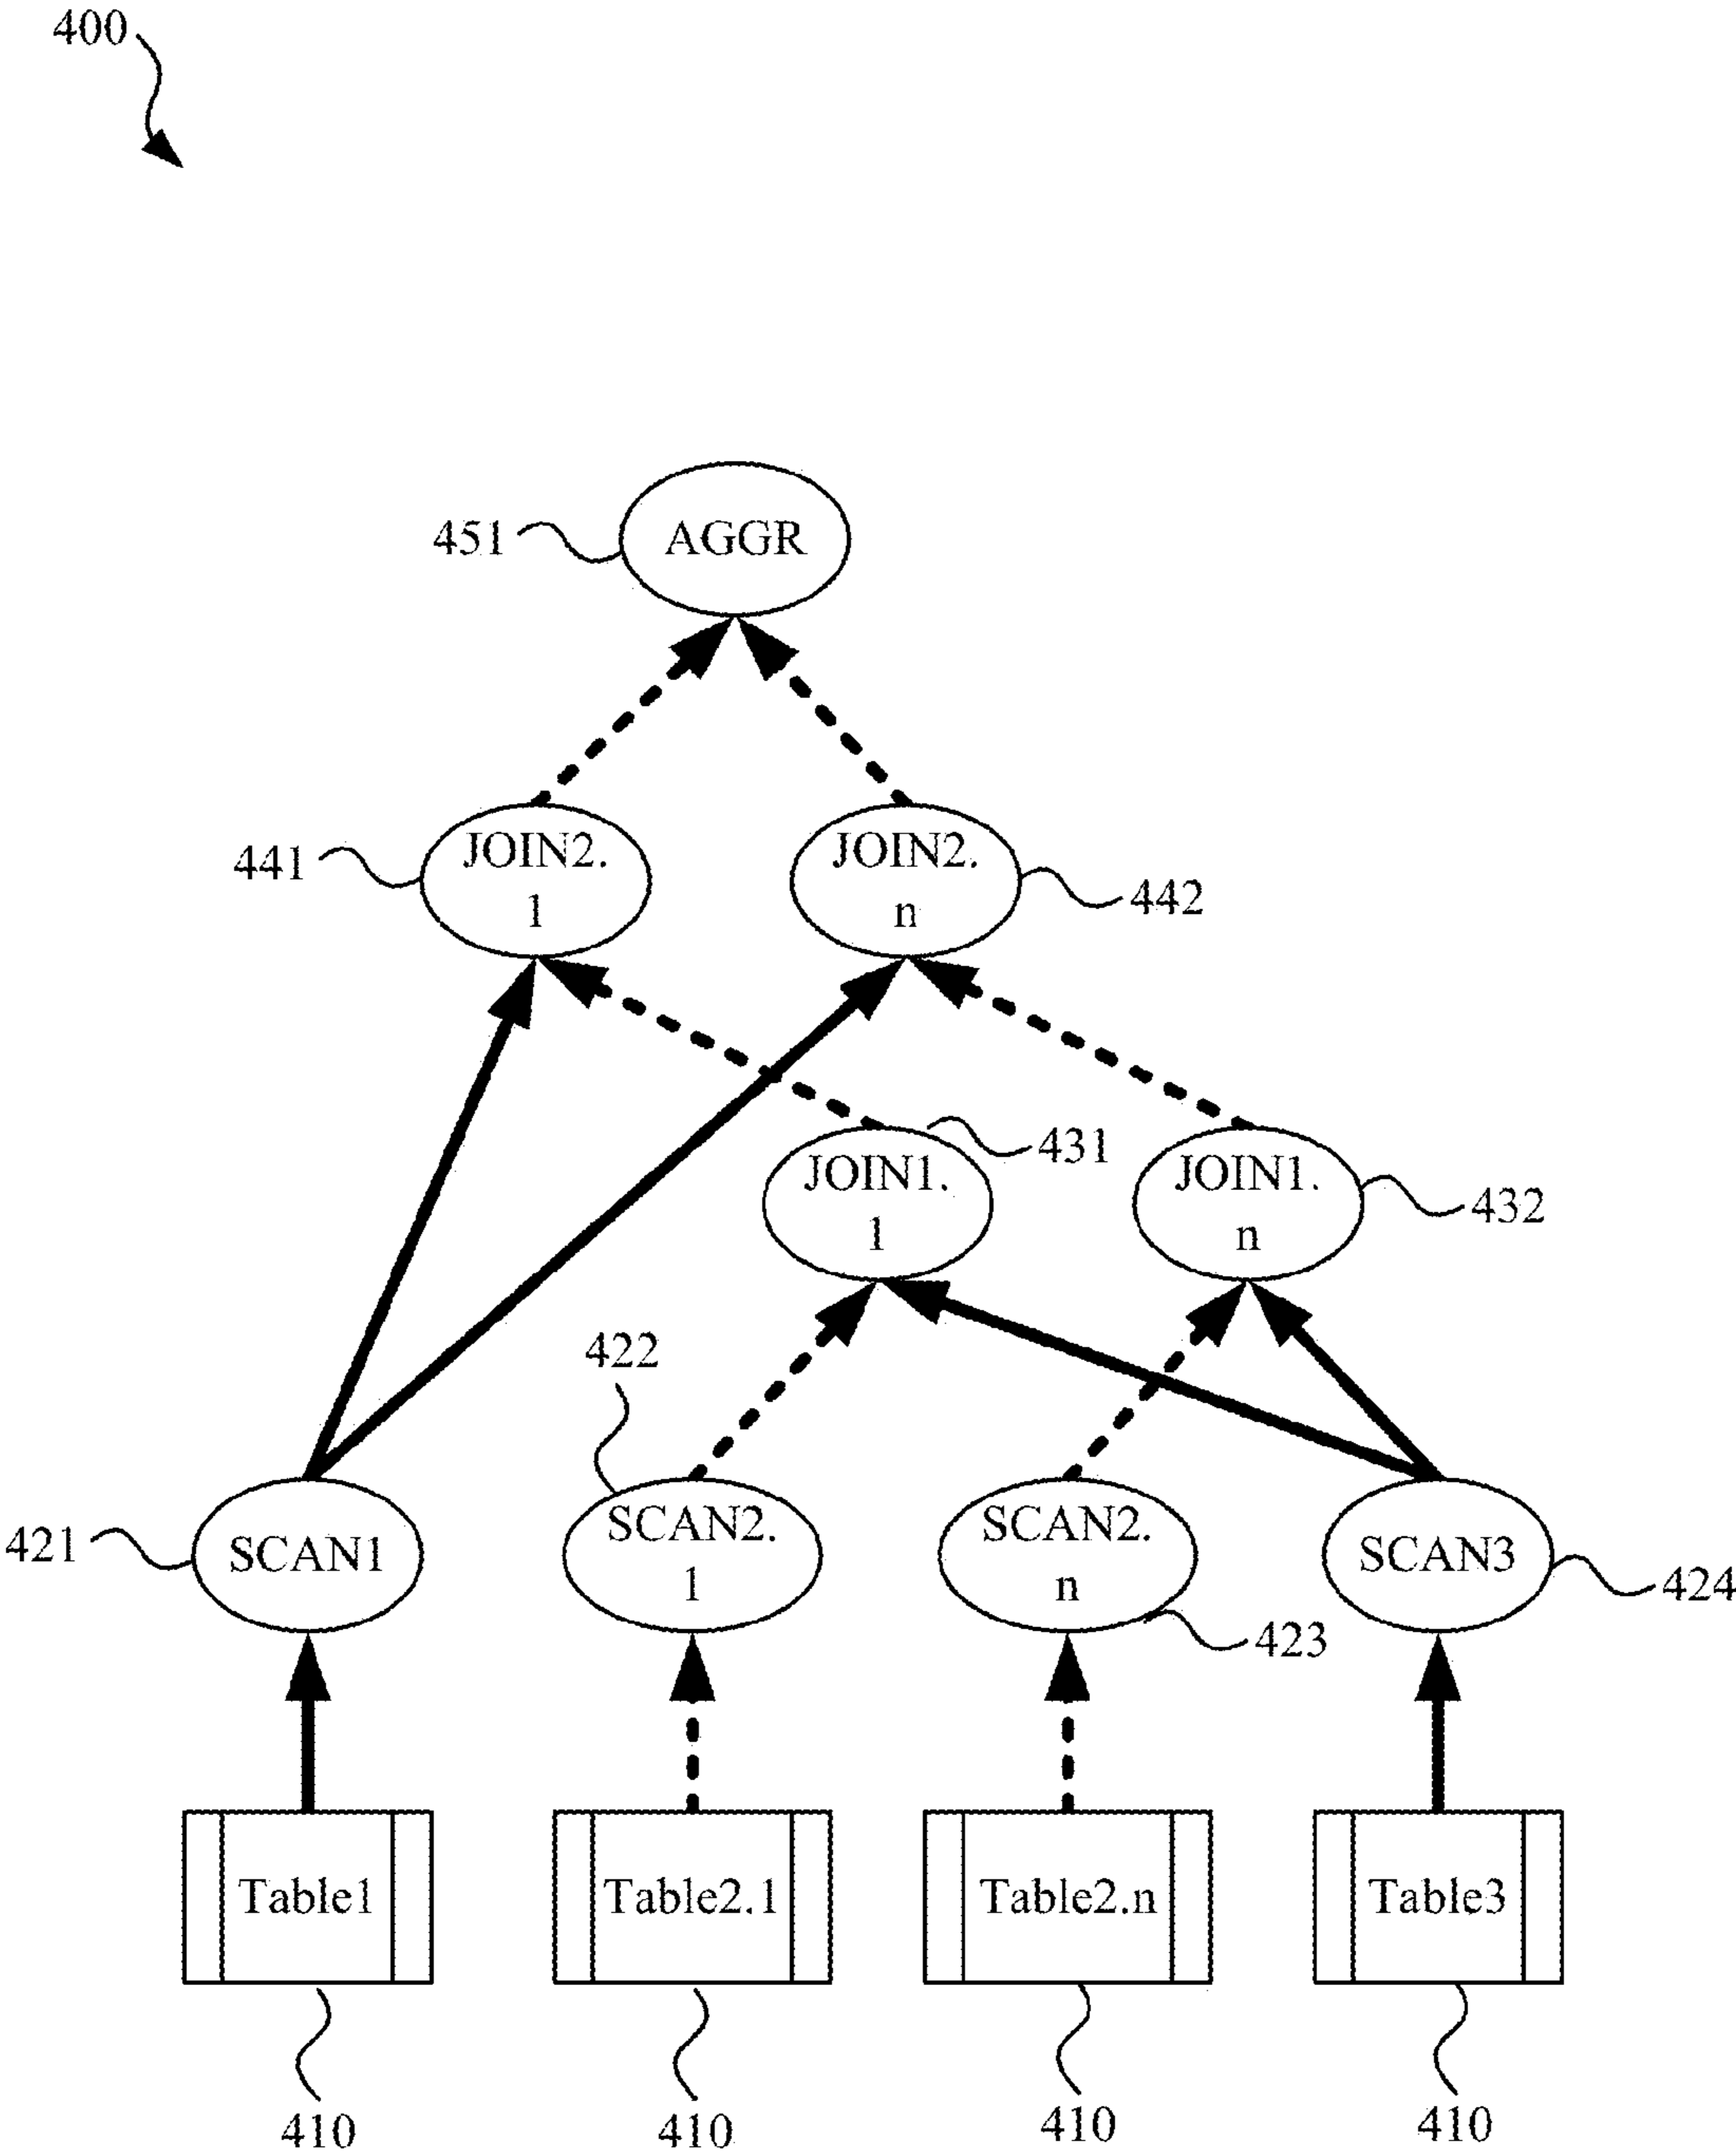 400
451
AGGR
441
JOIN2.
1
JOIN2.
n
442
431
JOIN1.
1
JOIN1.
n
432
422
421
SCAN1
SCAN2.
1
SCAN2.
n
SCAN3
424
423
Table1
Table2.1
Table2.n
Table3
410
410
410
410